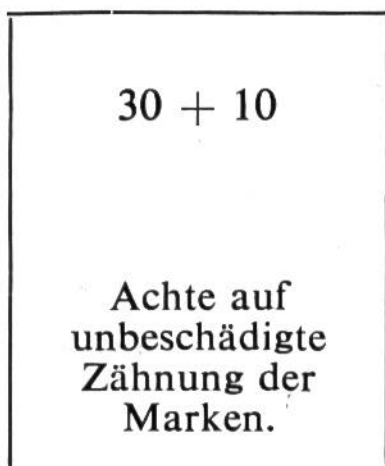 30 + 10
Achte auf
unbeschädigte
Zähnung der
Marken.